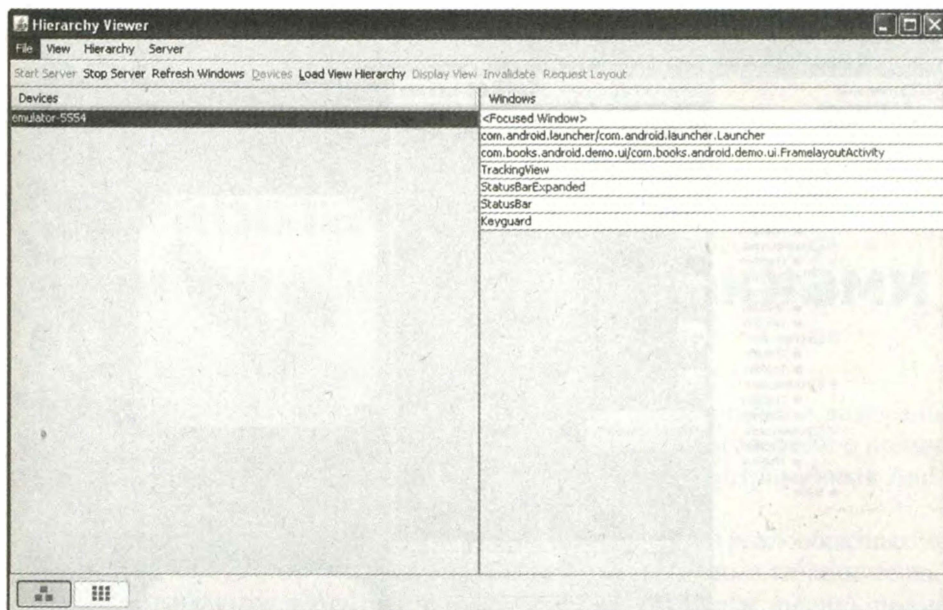 Hierarchy Viewer
File View Hierarchy Server
Start Server Stop Server Refresh Windows Devices Load View Hierarchy Display View Invalidate Request Layout
Devices
emulator-5554
Windows
<Focused Window>
com.android.launcher/com.android.launcher.Launcher
com.books.android.demo.ui/com.books.android.demo.ui.FramelayoutActivity
TrackingView
StatusBarExpanded
StatusBar
Keyguard